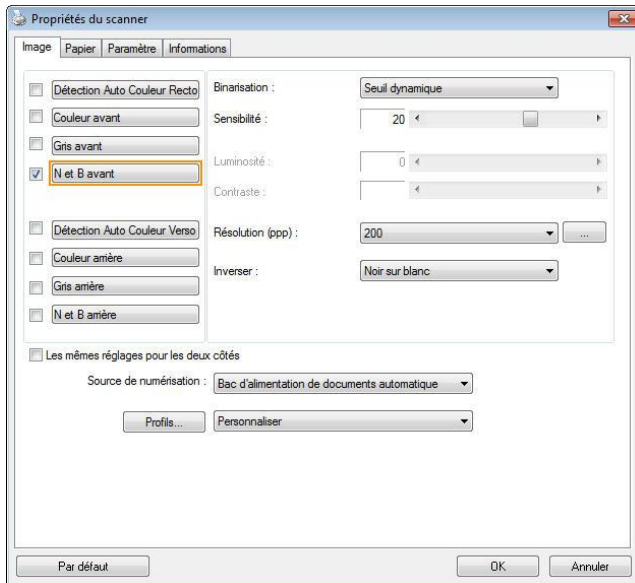 Propriétés du scanner
Image Papier Paramètre Informations
Détection Auto Couleur Recto
Couleur avant
Gris avant
N et B avant
Détection Auto Couleur Verso
Couleur arrière
Gris arrière
N et B arrière
Binarisation : Seuil dynamique
Sensibilité : 20
Luminosité : 0
Contraste :
Résolution (ppp) : 200 ...
Inverser : Noir sur blanc
Les mêmes réglages pour les deux côtés
Source de numérisation : Bac d'alimentation de documents automatique
Profils... Personnaliser
Par défaut OK Annuler